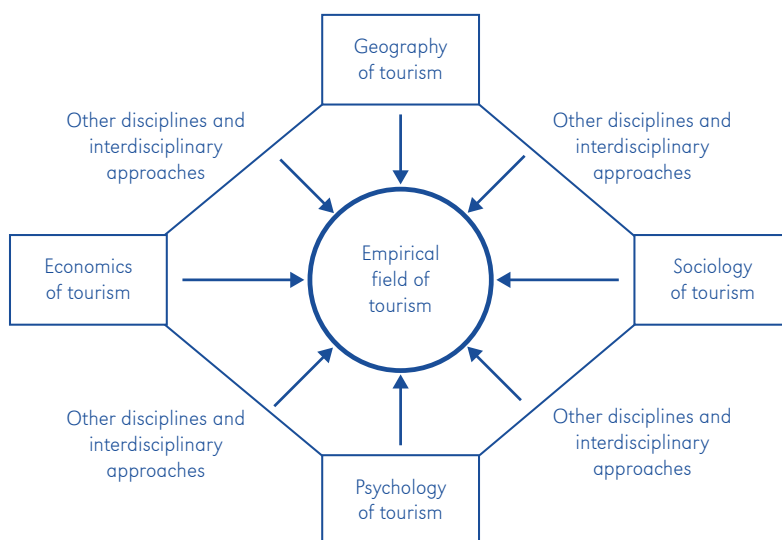 Geography
of tourism
Other disciplines and
interdisciplinary
approaches
Other disciplines and
interdisciplinary
approaches
Economics
of tourism
Empirical
field of
tourism
Sociology
of tourism
Other disciplines and
interdisciplinary
approaches
Other disciplines and
interdisciplinary
approaches
Psychology
of tourism